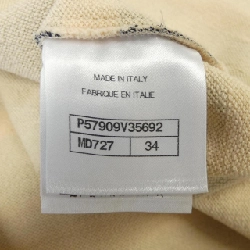 MADE IN ITALY
FABRIQUE EN ITALIE
P57909V35692
MD727 34